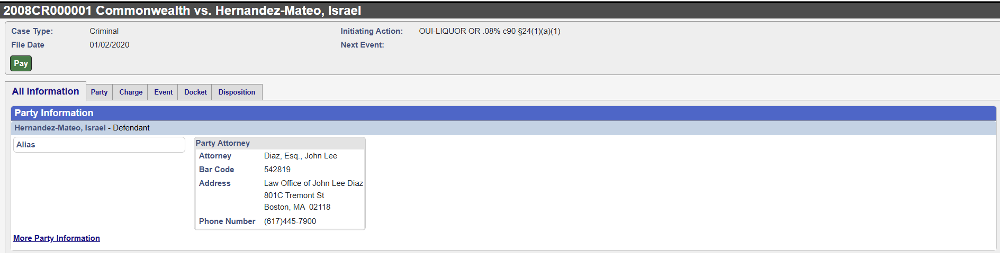 2008CR000001 Commonwealth vs. Hernandez-Mateo, Israel
Case Type: Criminal Initiating Action: OUI-LIQUOR OR .08% c90 §24(1)(a)(1)
File Date 01/02/2020 Next Event:
Pay
All Information Party Charge Event Docket Disposition
Party Information
Hernandez-Mateo, Israel - Defendant
Alias
Party Attorney
Attorney Diaz, Esq., John Lee
Bar Code 542819
Address Law Office of John Lee Diaz
801C Tremont St
Boston, MA 02118
Phone Number (617)445-7900
More Party Information